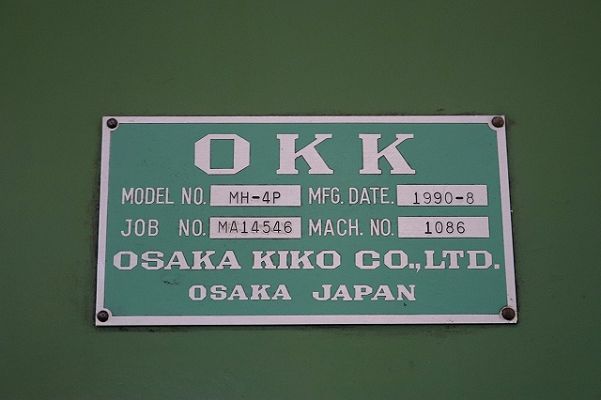 OKK
MODEL NO. MH-4P MFG. DATE. 1990-8
JOB NO. MA14546 MACH. NO. 1086
OSAKA KIKO CO.,LTD.
OSAKA JAPAN